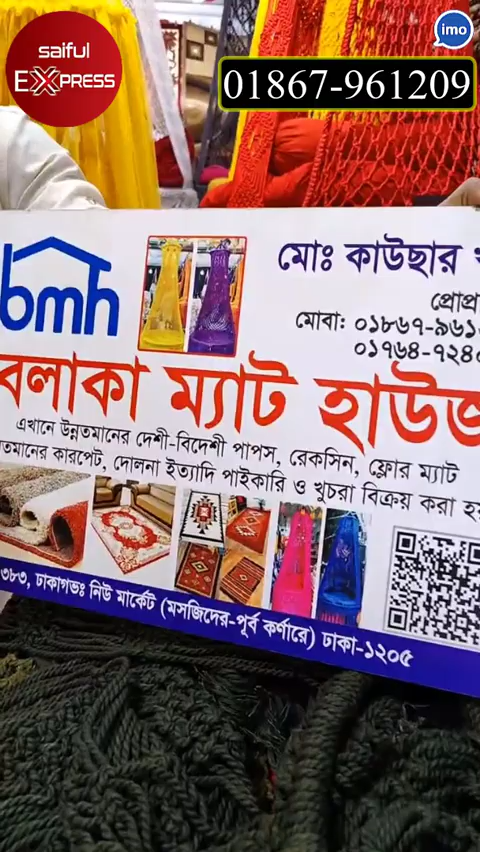 saiful
EXPRESS
imo
01867-961209
bmh
মোঃ কাউছার
মোবা: ০১৮৬৭-৯৬১
০১৭৬৪-৭২৪
বলাকা ম্যাট হাউজ
এখানে উন্নতমানের দেশী-বিদেশী পাপস, রেকসিন, ফ্লোর ম্যাট
কারপেট, দোলনা ইত্যাদি পাইকারি ও খুচরা বিক্রয় করা হয়
৩৮৩, ঢাকাগভঃ নিউ মার্কেট (মসজিদের-পূর্ব কর্ণারে) ঢাকা-১২০৫